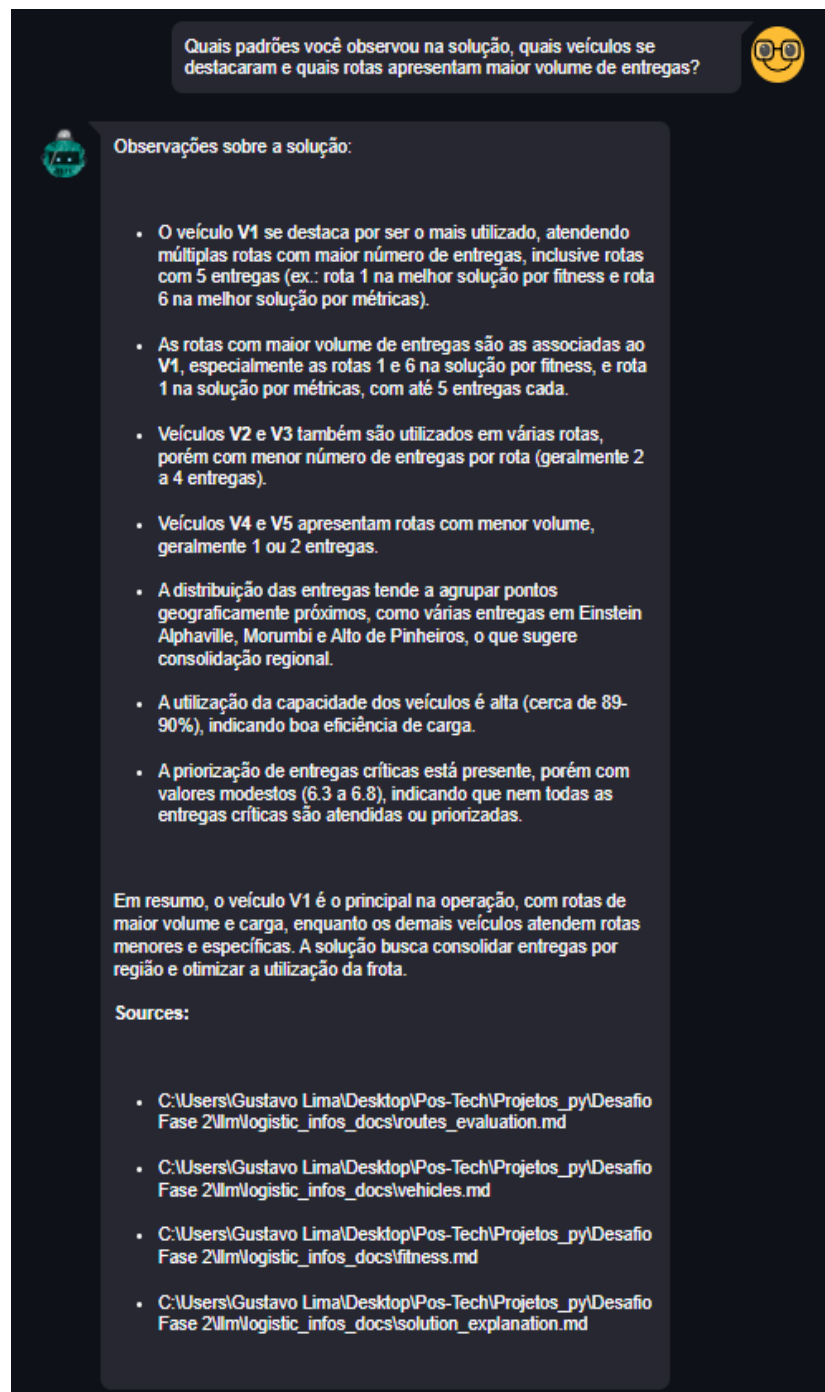 Quais padrões você observou na solução, quais veículos se
destacaram e quais rotas apresentam maior volume de entregas?
Observações sobre a solução:
• O veículo V1 se destaca por ser o mais utilizado, atendendo
múltiplas rotas com maior número de entregas, inclusive rotas
com 5 entregas (ex.: rota 1 na melhor solução por fitness e rota
6 na melhor solução por métricas).
• As rotas com maior volume de entregas são as associadas ao
V1, especialmente as rotas 1 e 6 na solução por fitness, e rota
1 na solução por métricas, com até 5 entregas cada.
• Veículos V2 e V3 também são utilizados em várias rotas,
porém com menor número de entregas por rota (geralmente 2
a 4 entregas).
• Veículos V4 e V5 apresentam rotas com menor volume,
geralmente 1 ou 2 entregas.
• A distribuição das entregas tende a agrupar pontos
geograficamente próximos, como várias entregas em Einstein
Alphaville, Morumbi e Alto de Pinheiros, o que sugere
consolidação regional.
• A utilização da capacidade dos veículos é alta (cerca de 89-
90%), indicando boa eficiência de carga.
• A priorização de entregas críticas está presente, porém com
valores modestos (6.3 a 6.8), indicando que nem todas as
entregas críticas são atendidas ou priorizadas.
Em resumo, o veículo V1 é o principal na operação, com rotas de
maior volume e carga, enquanto os demais veículos atendem rotas
menores e específicas. A solução busca consolidar entregas por
região e otimizar a utilização da frota.
Sources:
• C:\Users\Gustavo Lima\Desktop\Pos-Tech\Projetos_py\Desafio
Fase 2\llm\logistic_infos_docs\routes_evaluation.md
• C:\Users\Gustavo Lima\Desktop\Pos-Tech\Projetos_py\Desafio
Fase 2\llm\logistic_infos_docs\vehicles.md
• C:\Users\Gustavo Lima\Desktop\Pos-Tech\Projetos_py\Desafio
Fase 2\llm\logistic_infos_docs\fitness.md
• C:\Users\Gustavo Lima\Desktop\Pos-Tech\Projetos_py\Desafio
Fase 2\llm\logistic_infos_docs\solution_explanation.md